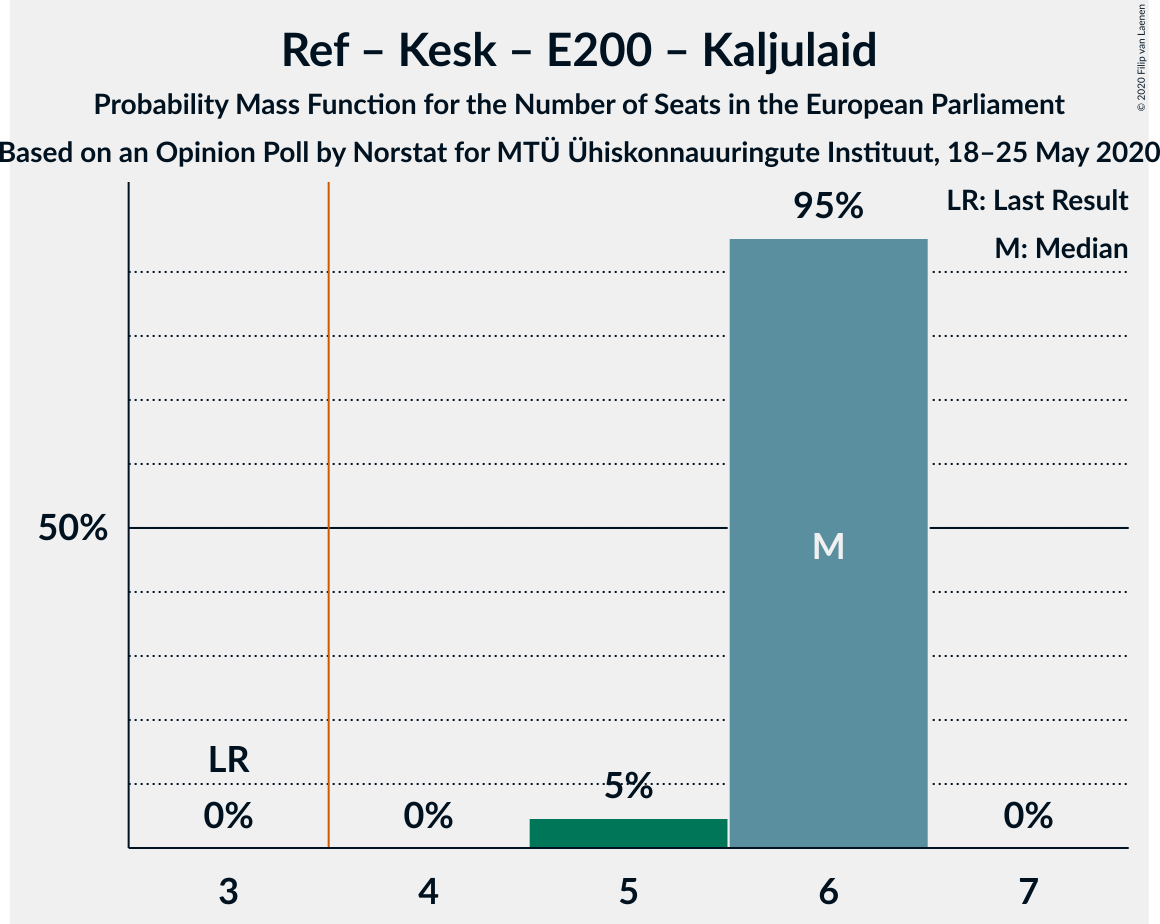 Ref – Kesk – E200 – Kaljulaid
Probability Mass Function for the Number of Seats in the European Parliament
Based on an Opinion Poll by Norstat for MTÜ Ühiskonnauuringute Instituut, 18–25 May 2020
© 2020 Filip van Laenen
LR: Last Result
M: Median
95%
50%
M
LR
5%
0%
0%
0%
3
4
5
6
7